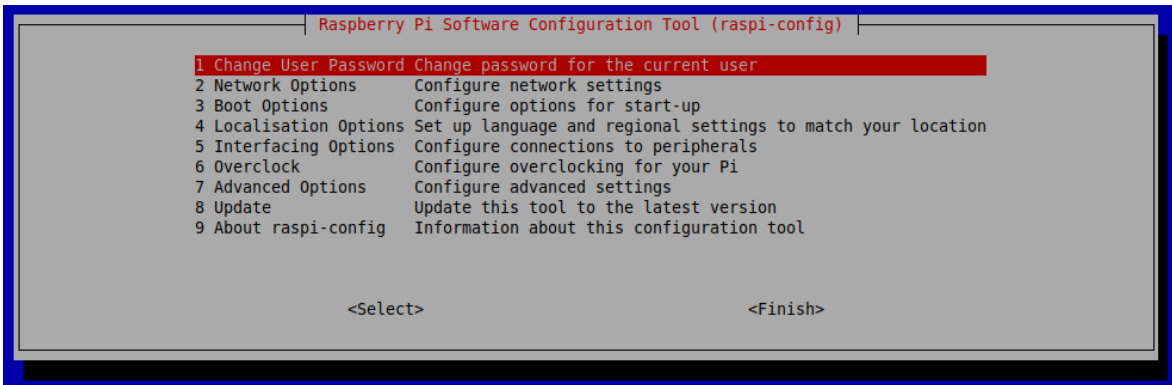 Raspberry Pi Software Configuration Tool (raspi-config)
1 Change User Password Change password for the current user
2 Network Options Configure network settings
3 Boot Options Configure options for start-up
4 Localisation Options Set up language and regional settings to match your location
5 Interfacing Options Configure connections to peripherals
6 Overclock Configure overclocking for your Pi
7 Advanced Options Configure advanced settings
8 Update Update this tool to the latest version
9 About raspi-config Information about this configuration tool
<Select> <Finish>